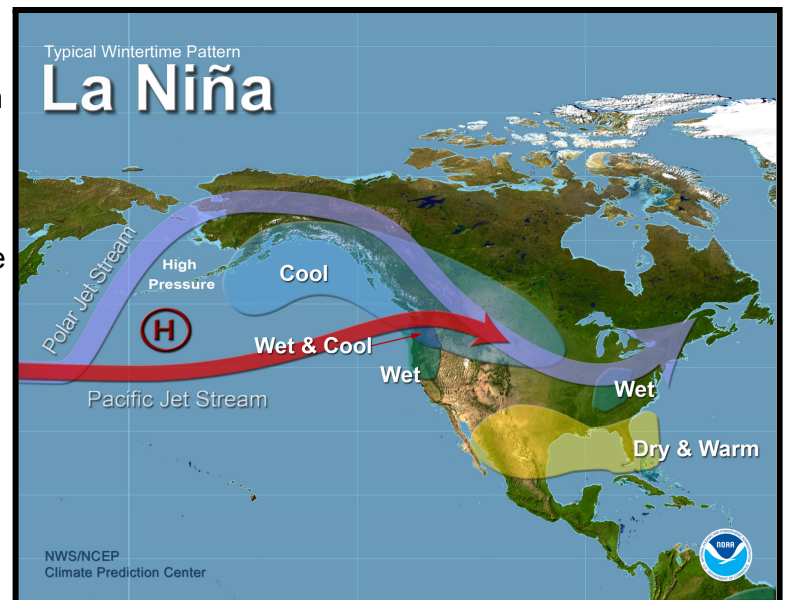 Typical Wintertime Pattern
La Niña
Polar Jet Stream
High
Pressure
H
Cool
Wet & Cool
Wet
Pacific Jet Stream
Wet
Dry & Warm
NWS/NCEP
Climate Prediction Center
NOAA